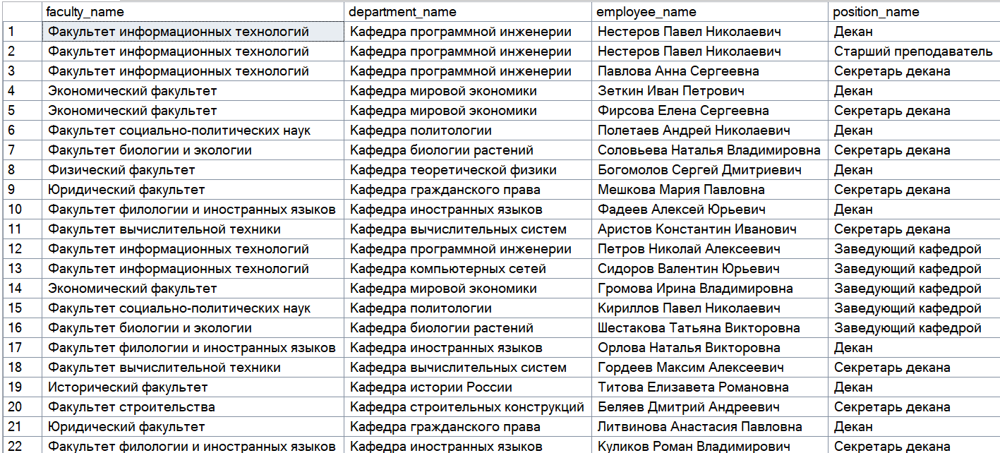 faculty_name department_name employee_name position_name
1 Факультет информационных технологий Кафедра программной инженерии Нестеров Павел Николаевич Декан
2 Факультет информационных технологий Кафедра программной инженерии Нестеров Павел Николаевич Старший преподаватель
3 Факультет информационных технологий Кафедра программной инженерии Павлова Анна Сергеевна Секретарь декана
4 Экономический факультет Кафедра мировой экономики Зеткин Иван Петрович Декан
5 Экономический факультет Кафедра мировой экономики Фирсова Елена Сергеевна Секретарь декана
6 Факультет социально-политических наук Кафедра политологии Полетаев Андрей Николаевич Декан
7 Факультет биологии и экологии Кафедра биологии растений Соловьева Наталья Владимировна Секретарь декана
8 Физический факультет Кафедра теоретической физики Богомолов Сергей Дмитриевич Декан
9 Юридический факультет Кафедра гражданского права Мешкова Мария Павловна Секретарь декана
10 Факультет филологии и иностранных языков Кафедра иностранных языков Фадеев Алексей Юрьевич Декан
11 Факультет вычислительной техники Кафедра вычислительных систем Аристов Константин Иванович Секретарь декана
12 Факультет информационных технологий Кафедра программной инженерии Петров Николай Алексеевич Заведующий кафедрой
13 Факультет информационных технологий Кафедра компьютерных сетей Сидоров Валентин Юрьевич Заведующий кафедрой
14 Экономический факультет Кафедра мировой экономики Громова Ирина Владимировна Заведующий кафедрой
15 Факультет социально-политических наук Кафедра политологии Кириллов Павел Николаевич Заведующий кафедрой
16 Факультет биологии и экологии Кафедра биологии растений Шестакова Татьяна Викторовна Заведующий кафедрой
17 Факультет филологии и иностранных языков Кафедра иностранных языков Орлова Наталья Викторовна Декан
18 Факультет вычислительной техники Кафедра вычислительных систем Гордеев Максим Алексеевич Секретарь декана
19 Исторический факультет Кафедра истории России Титова Елизавета Романовна Декан
20 Факультет строительства Кафедра строительных конструкций Беляев Дмитрий Андреевич Секретарь декана
21 Юридический факультет Кафедра гражданского права Литвинова Анастасия Павловна Декан
22 Факультет филологии и иностранных языков Кафедра иностранных языков Куликов Роман Владимирович Секретарь декана